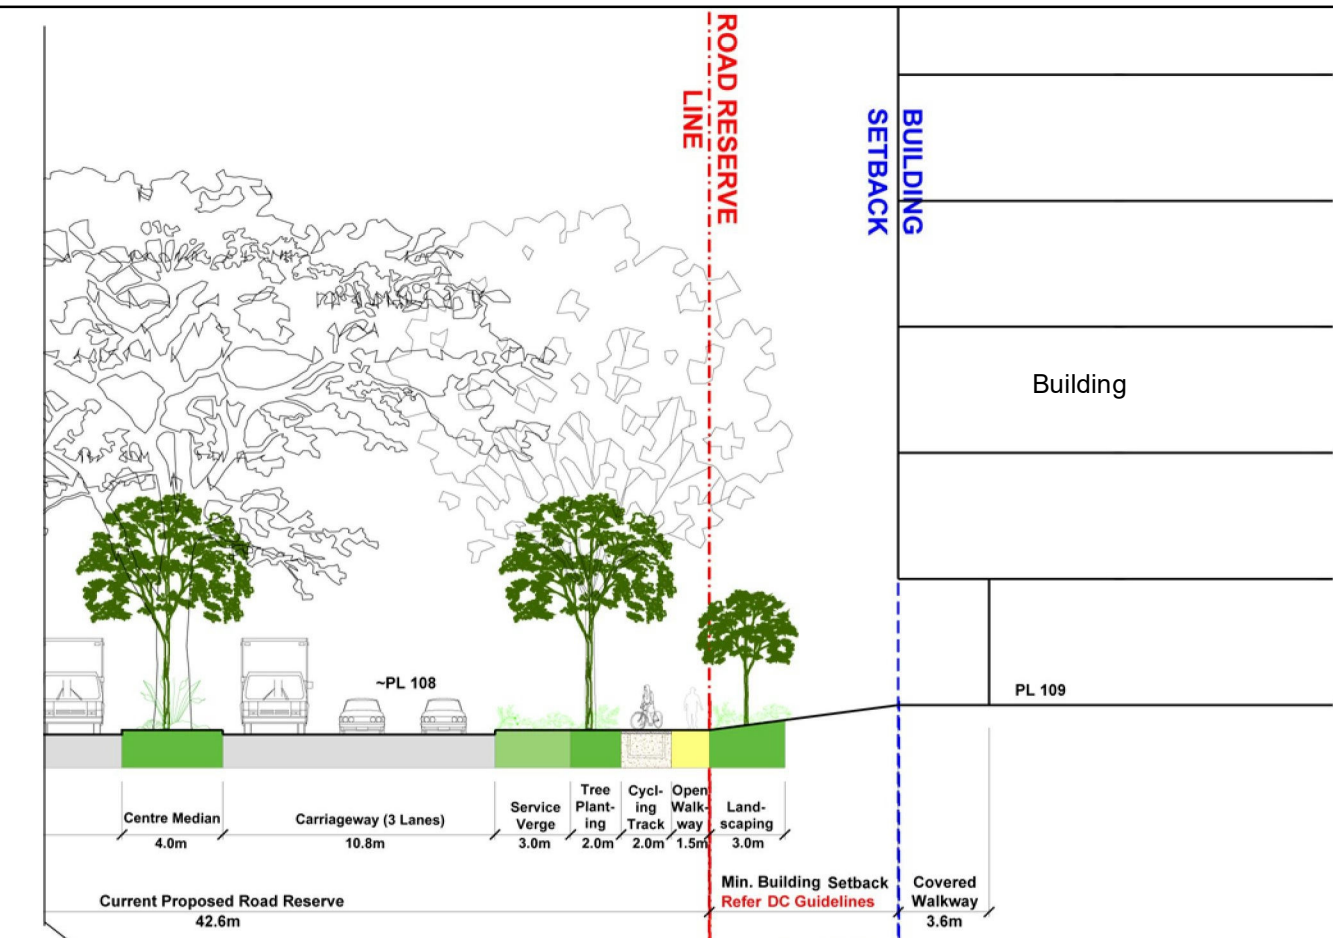 ROAD RESERVE
LINE
BUILDING
SETBACK
Building
~PL 108
PL 109
Centre Median
4.0m
Carriageway (3 Lanes)
10.8m
Service
Verge
3.0m
Tree
Plant-
ing
2.0m
Cycl-
ing
Track
2.0m
Open
Walk-
way
1.5m
Land-
scaping
3.0m
Current Proposed Road Reserve
42.6m
Min. Building Setback
Refer DC Guidelines
Covered
Walkway
3.6m